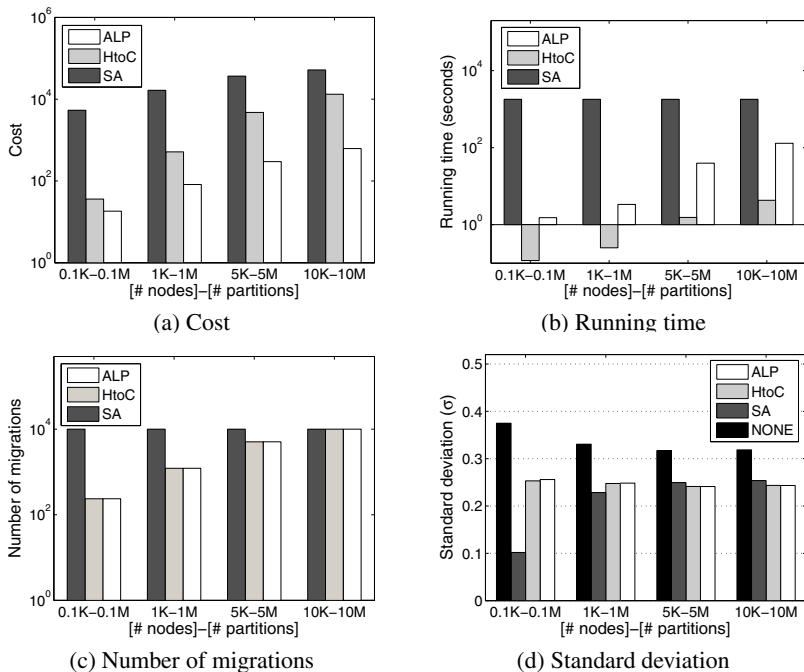 10^6
10^4
10^2
10^0
Cost
ALP
HtoC
SA
0.1K−0.1M 1K−1M 5K−5M 10K−10M
[# nodes]−[# partitions]
(a) Cost
10^4
10^2
10^0
Running time (seconds)
ALP
HtoC
SA
0.1K−0.1M 1K−1M 5K−5M 10K−10M
[# nodes]−[# partitions]
(b) Running time
10^4
10^2
10^0
Number of migrations
ALP
HtoC
SA
0.1K−0.1M 1K−1M 5K−5M 10K−10M
[# nodes]−[# partitions]
(c) Number of migrations
0.5
0.4
0.3
0.2
0.1
0
Standard deviation (σ)
ALP
HtoC
SA
NONE
0.1K−0.1M 1K−1M 5K−5M 10K−10M
[# nodes]−[# partitions]
(d) Standard deviation